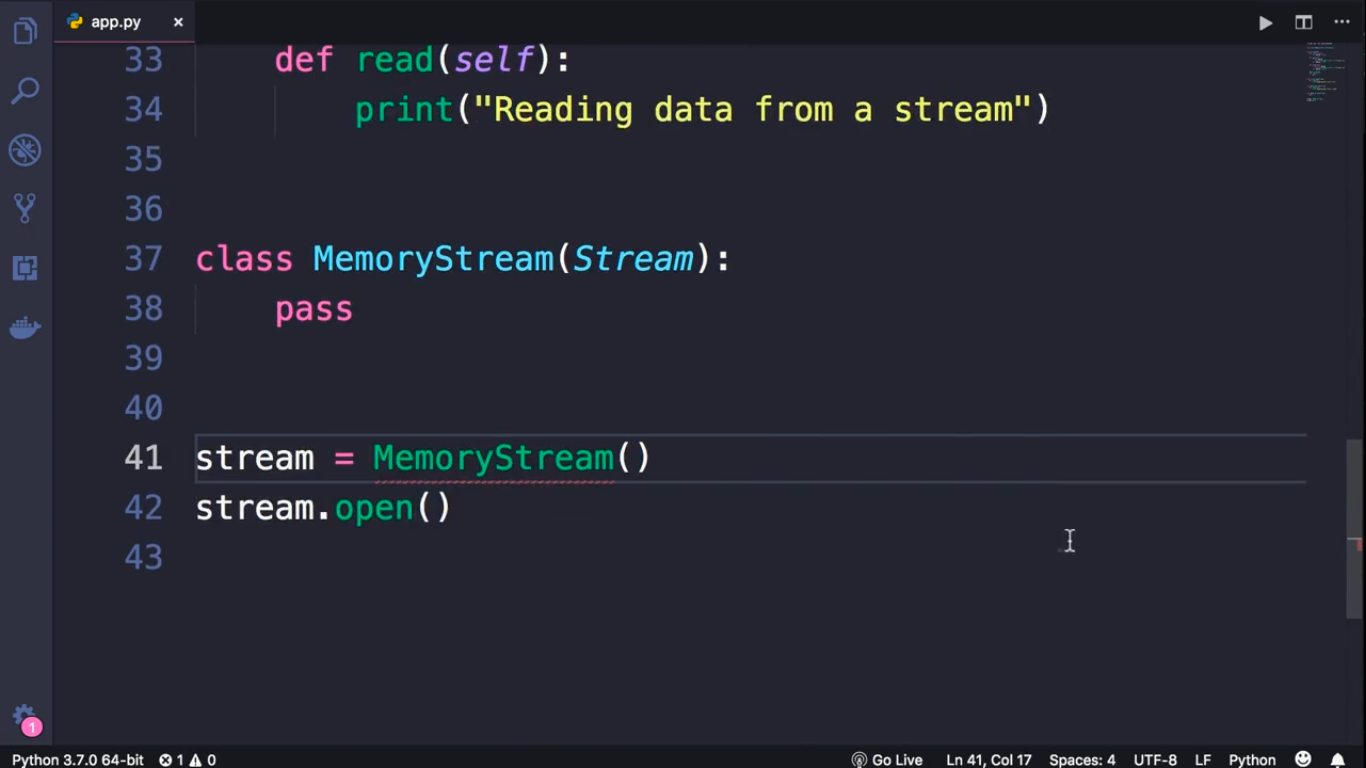 app.py ×
33 def read(self):
34 print("Reading data from a stream")
35
36
37 class MemoryStream(Stream):
38 pass
39
40
41 stream = MemoryStream()
42 stream.open()
43
1
Python 3.7.0 64-bit 1 0 Go Live Ln 41, Col 17 Spaces: 4 UTF-8 LF Python